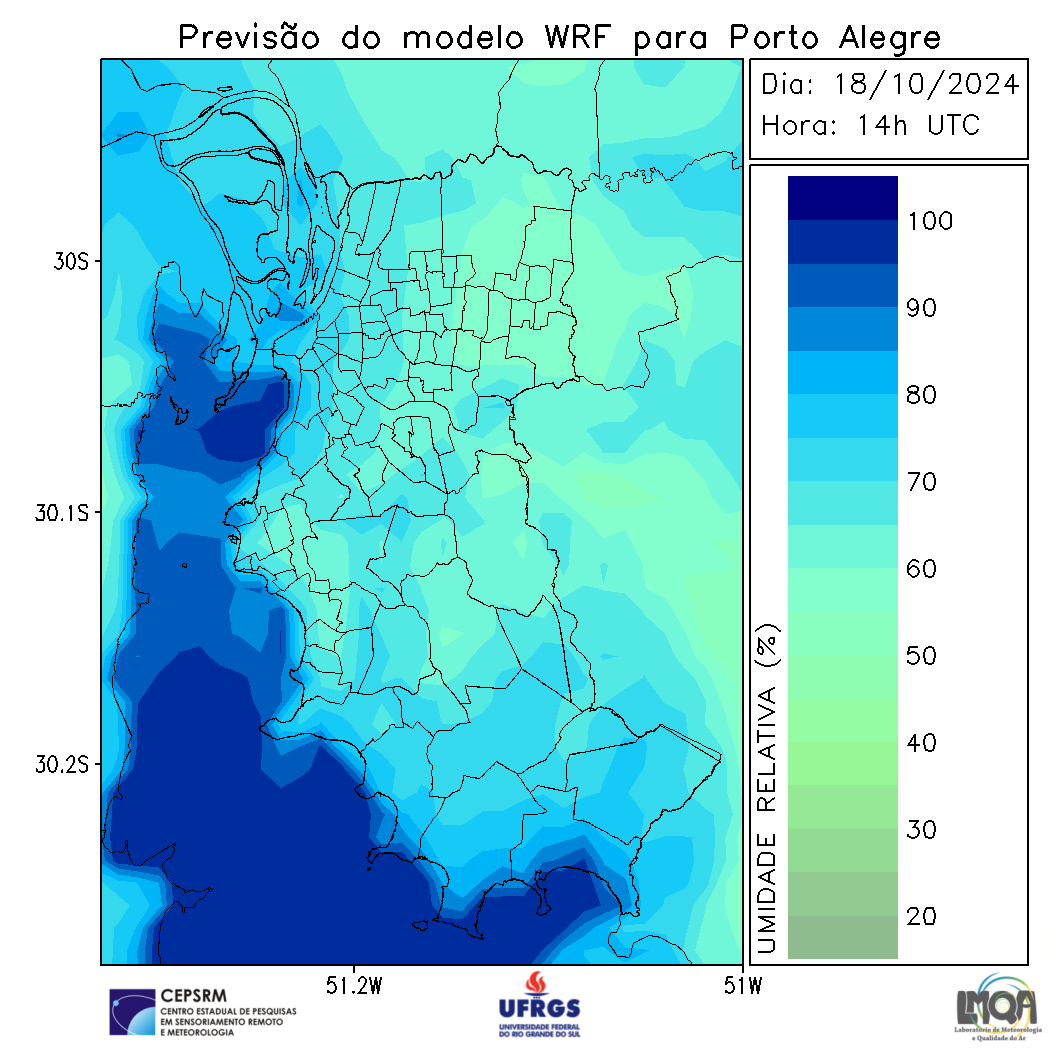 Previsão do modelo WRF para Porto Alegre
Dia: 18/10/2024
Hora: 14h UTC
30S
30.1S
30.2S
51.2W
51W
100
90
80
70
60
50
40
30
20
UMIDADE RELATIVA (%)
CEPSRM
CENTRO ESTADUAL DE PESQUISAS
EM SENSORIAMENTO REMOTO
E METEOROLOGIA
UFRGS
UNIVERSIDADE FEDERAL
DO RIO GRANDE DO SUL
LMQA
Laboratório de Meteorologia
e Qualidade do Ar